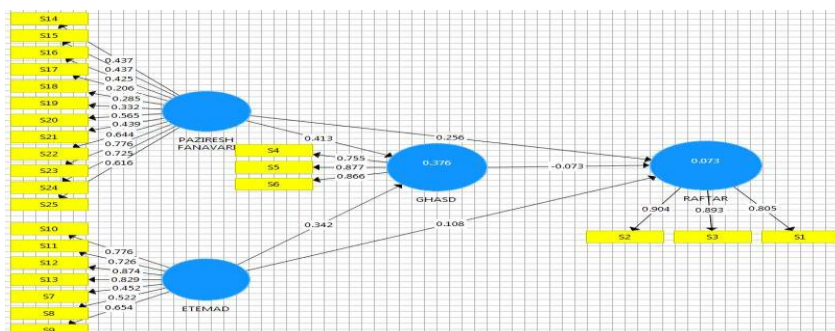 S14
S15
S16
S17
S18
S19
S20
S21
S22
S23
S24
S25
0.437
0.437
0.425
0.206
0.285
0.332
0.565
0.439
0.644
0.776
0.725
0.616
PAZIRESH
FANAVARI
0.413
0.256
S4
S5
S6
0.755
0.877
0.866
0.376
GHASD
-0.073
0.073
RAFTAR
0.904
0.893
0.805
S2
S3
S1
0.342
0.108
S10
S11
S12
S13
S7
S8
S9
0.776
0.726
0.874
0.829
0.452
0.522
0.654
ETEMAD